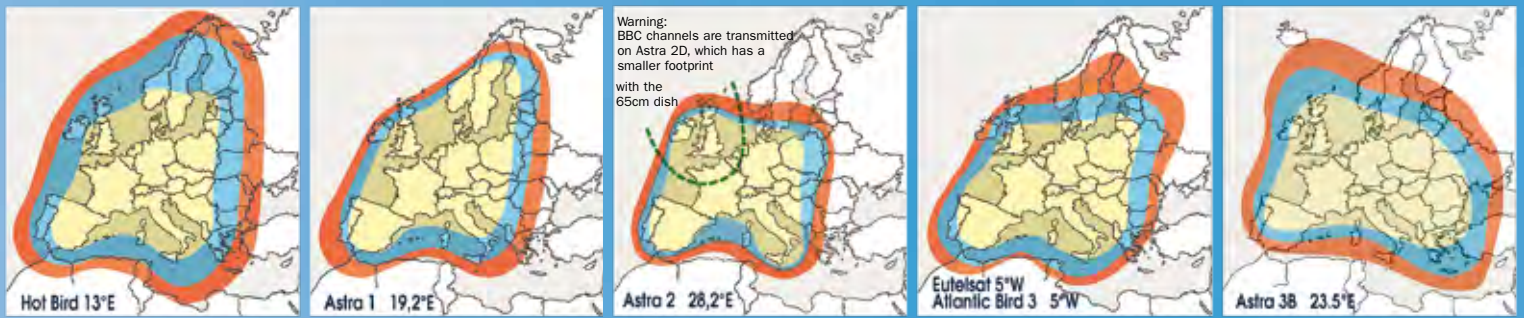 Hot Bird 13°E
Astra 1 19,2°E
Warning:
BBC channels are transmitted
on Astra 2D, which has a
smaller footprint
with the
65cm dish
Astra 2 28,2°E
Eutelsat 5°W
Atlantic Bird 3 5°W
Astra 3B 23.5°E